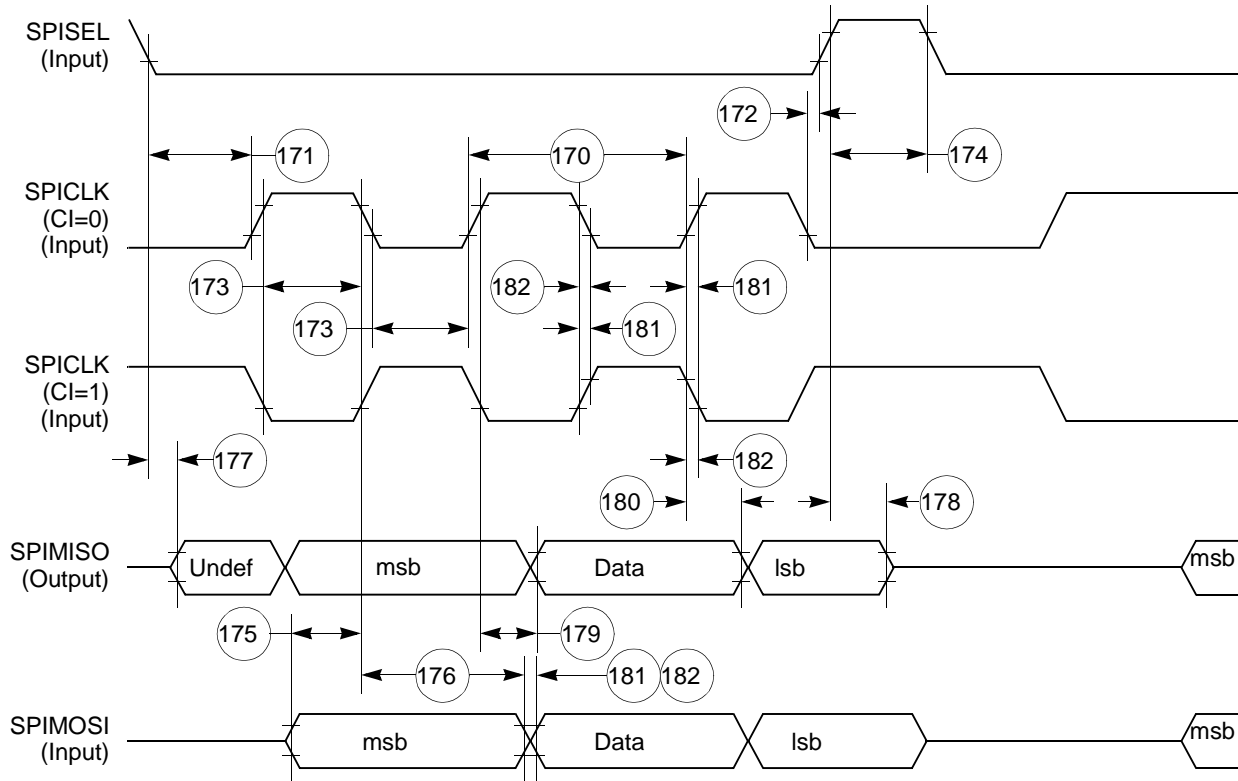 SPISEL
(Input)
172
171
170
174
SPICLK
(CI=0)
(Input)
173
182
181
173
181
SPICLK
(CI=1)
(Input)
177
182
180
178
SPIMISO
(Output)
Undef
msb
Data
lsb
msb
175
179
176
181
182
SPIMOSI
(Input)
msb
Data
lsb
msb